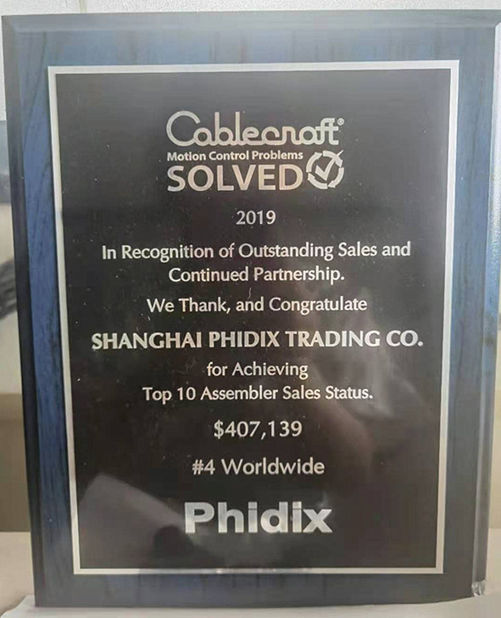 Cablecraft®
Motion Control Problems
SOLVED
2019
In Recognition of Outstanding Sales and
Continued Partnership.
We Thank, and Congratulate
SHANGHAI PHIDIX TRADING CO.
for Achieving
Top 10 Assembler Sales Status.
$407,139
#4 Worldwide
Phidix